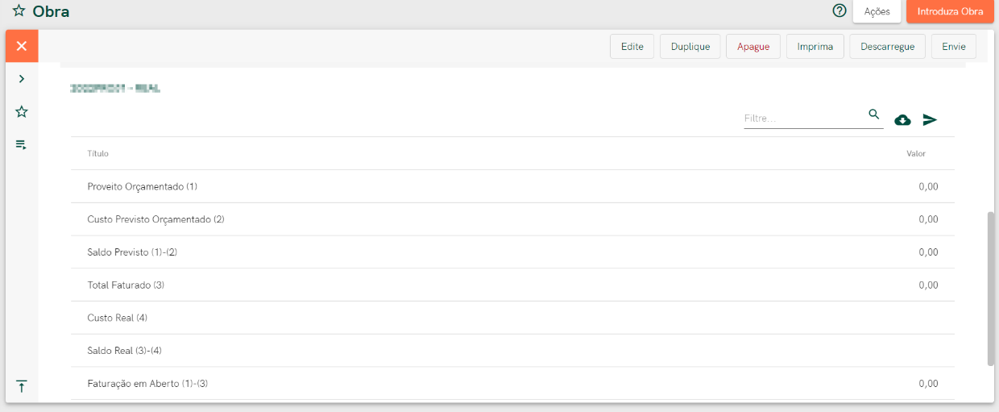 Obra
Ações
Introduza Obra
Edite
Duplique
Apague
Imprima
Descarregue
Envie
Filtre...
Título Valor
Proveito Orçamentado (1) 0,00
Custo Previsto Orçamentado (2) 0,00
Saldo Previsto (1)-(2) 0,00
Total Faturado (3) 0,00
Custo Real (4)
Saldo Real (3)-(4)
Faturação em Aberto (1)-(3) 0,00